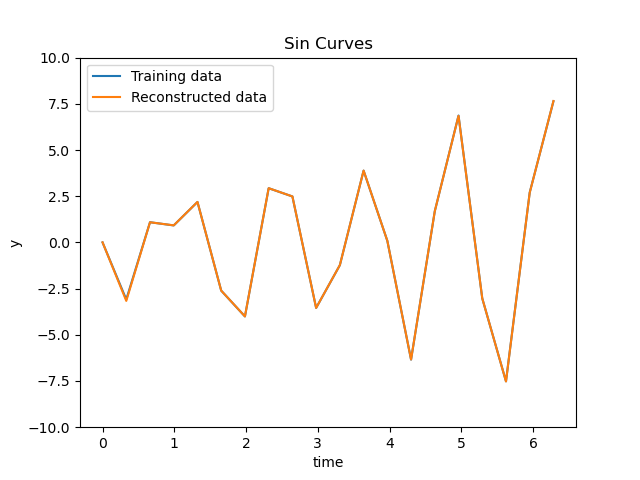 Sin Curves
Training data
Reconstructed data
10.0
7.5
5.0
2.5
0.0
−2.5
−5.0
−7.5
−10.0
y
0 1 2 3 4 5 6
time